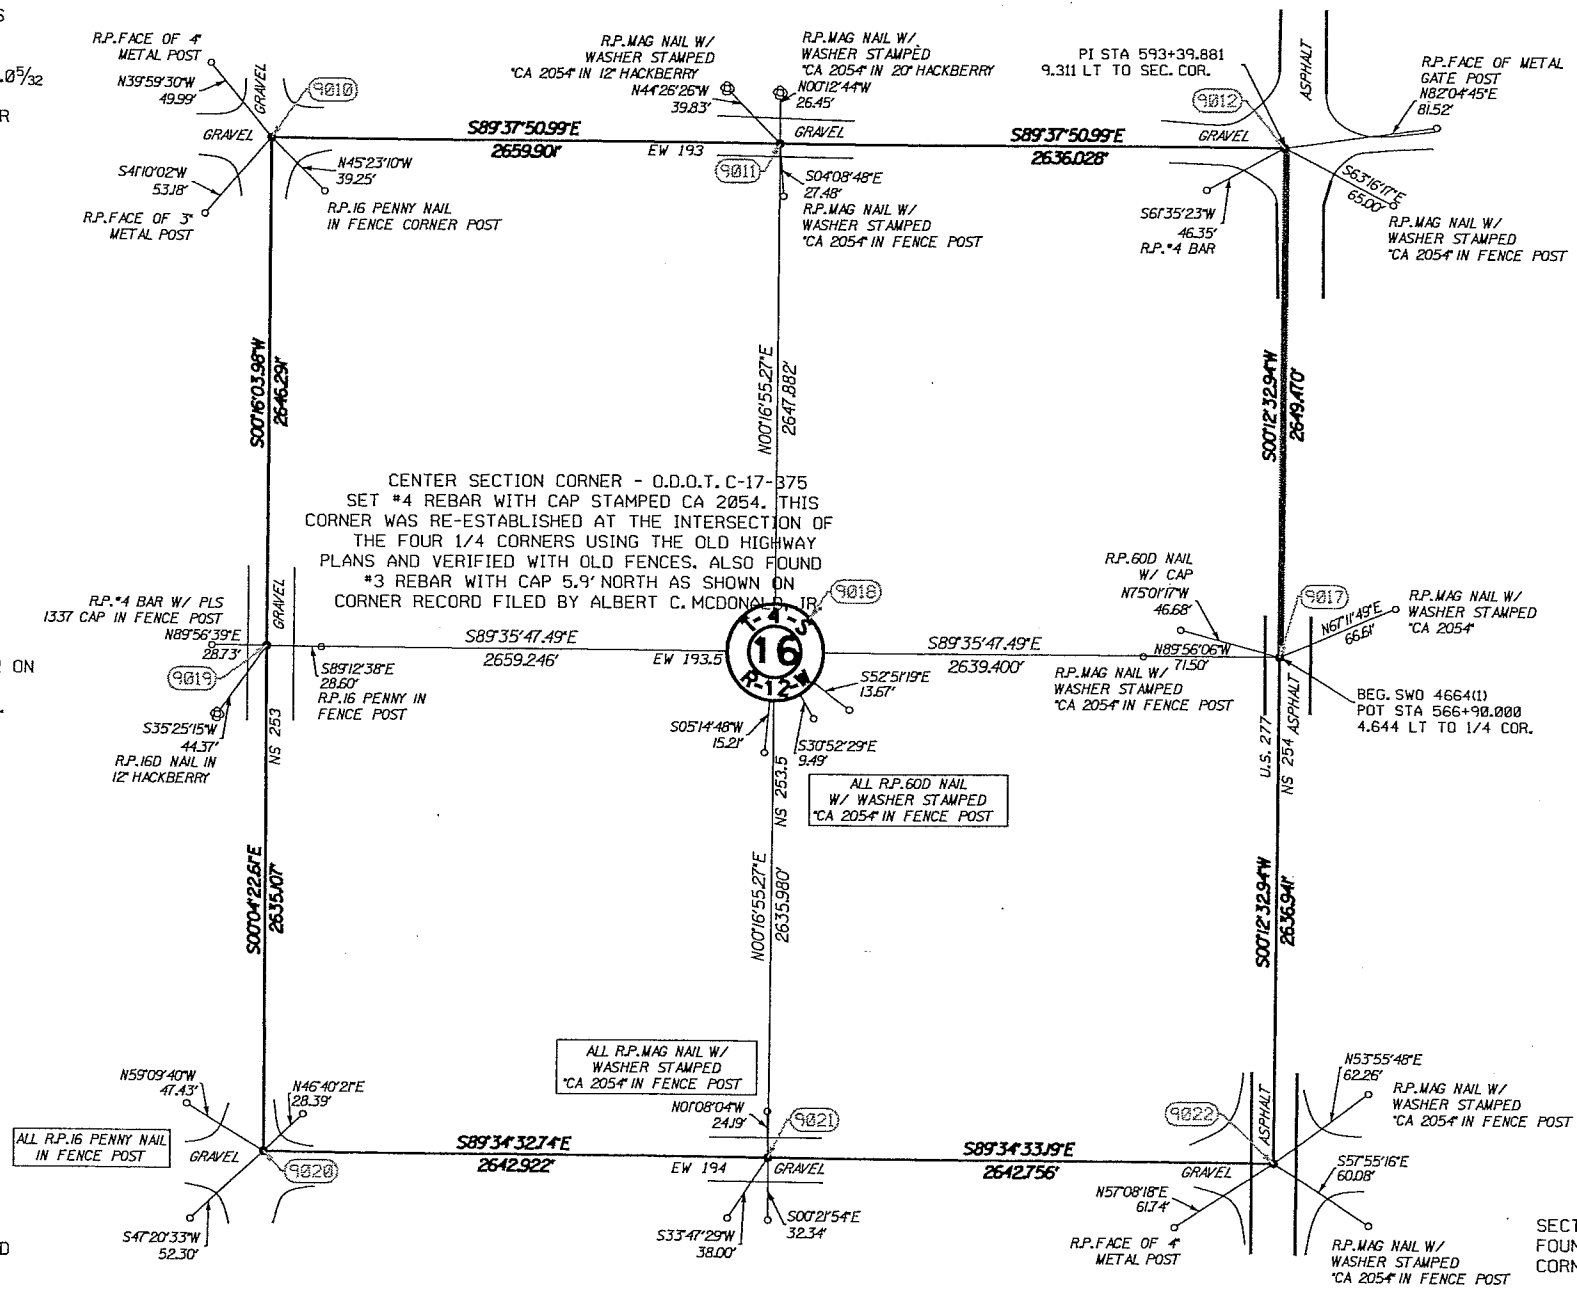 S
R.P. FACE OF 4"
METAL POST
.0 5/32
N39°59'30"W
49.99'
R
GRAVEL
9010
GRAVEL
S41°10'02"W
53.18'
R.P. FACE OF 3"
METAL POST
N45°23'10"W
39.25'
R.P. 16 PENNY NAIL
IN FENCE CORNER POST
S89°37'50.99"E
2659.901'
EW 193
R.P. MAG NAIL W/
WASHER STAMPED
"CA 2054" IN 12" HACKBERRY
N44°26'26"W
39.83'
R.P. MAG NAIL W/
WASHER STAMPED
"CA 2054" IN 20" HACKBERRY
N00°12'44"W
26.45'
GRAVEL
9011
S04°08'48"E
27.48'
R.P. MAG NAIL W/
WASHER STAMPED
"CA 2054" IN FENCE POST
S89°37'50.99"E
2636.028'
PI STA 593+39.881
9.311 LT TO SEC. COR.
9012
GRAVEL
ASPHALT
R.P. FACE OF METAL
GATE POST
N82°04'45"E
81.52'
S61°35'23"W
46.35'
R.P. #4 BAR
S63°16'17"E
65.00'
R.P. MAG NAIL W/
WASHER STAMPED
"CA 2054" IN FENCE POST
S00°16'03.98"W
2646.291'
N00°16'55.27"E
2647.882'
S00°12'32.94"W
2649.470'
CENTER SECTION CORNER - O.D.O.T. C-17-375
SET #4 REBAR WITH CAP STAMPED CA 2054. THIS
CORNER WAS RE-ESTABLISHED AT THE INTERSECTION OF
THE FOUR 1/4 CORNERS USING THE OLD HIGHWAY
PLANS AND VERIFIED WITH OLD FENCES. ALSO FOUND
#3 REBAR WITH CAP 5.9' NORTH AS SHOWN ON
CORNER RECORD FILED BY ALBERT C. MCDONALD, JR.
9018
R.P. #4 BAR W/ PLS
1337 CAP IN FENCE POST
N89°56'39"E
28.73'
GRAVEL
9019
ON
S35°25'15"W
44.37'
R.P. 16D NAIL IN
12" HACKBERRY
S89°12'38"E
28.60'
R.P. 16 PENNY IN
FENCE POST
NS 253
S89°35'47.49"E
2659.246'
EW 193.5
T-4-S
16
R-12-W
S89°35'47.49"E
2639.400'
S52°51'19"E
13.67'
S30°52'29"E
9.49'
S05°14'48"W
15.21'
NS 253.5
ALL R.P. 60D NAIL
W/ WASHER STAMPED
"CA 2054" IN FENCE POST
R.P. 60D NAIL
W/ CAP
N75°01'17"W
46.68'
N89°56'06"W
71.50'
R.P. MAG NAIL W/
WASHER STAMPED
"CA 2054" IN FENCE POST
9017
N67°11'49"E
66.61'
R.P. MAG NAIL W/
WASHER STAMPED
"CA 2054"
BEG. SWO 4664(1)
POT STA 566+90.000
4.644 LT TO 1/4 COR.
U.S. 277
NS 254
ASPHALT
S00°04'22.61"E
2635.107'
N00°16'55.27"E
2635.980'
S00°12'32.94"W
2636.941'
N59°09'40"W
47.43'
N46°40'21"E
28.39'
ALL R.P. 16 PENNY NAIL
IN FENCE POST
GRAVEL
9020
S47°20'33"W
52.30'
D
S89°34'32.74"E
2642.922'
EW 194
ALL R.P. MAG NAIL W/
WASHER STAMPED
"CA 2054" IN FENCE POST
N01°08'04"W
24.19'
9021
GRAVEL
S33°47'29"W
38.00'
S00°21'54"E
32.34'
S89°34'33.19"E
2642.756'
9022
ASPHALT
GRAVEL
N53°55'48"E
62.26'
R.P. MAG NAIL W/
WASHER STAMPED
"CA 2054" IN FENCE POST
S57°55'16"E
60.08'
N57°08'18"E
61.74'
R.P. FACE OF 4"
METAL POST
R.P. MAG NAIL W/
WASHER STAMPED
"CA 2054" IN FENCE POST
SECT
FOUN
CORN